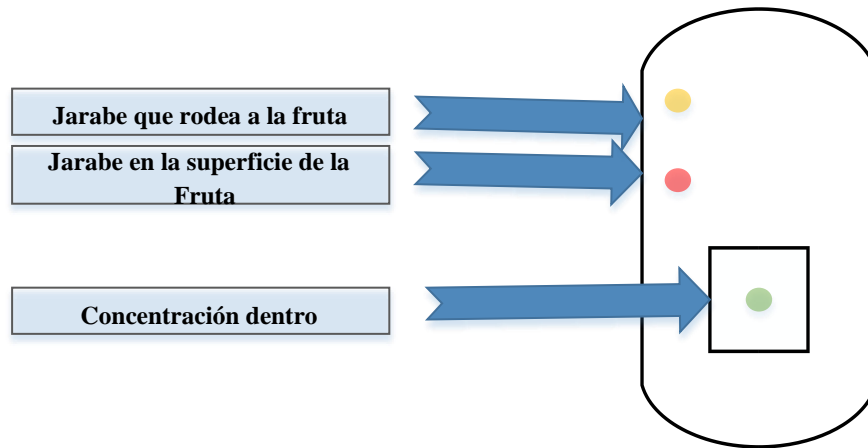 Jarabe que rodea a la fruta
Jarabe en la superficie de la
Fruta
Concentración dentro